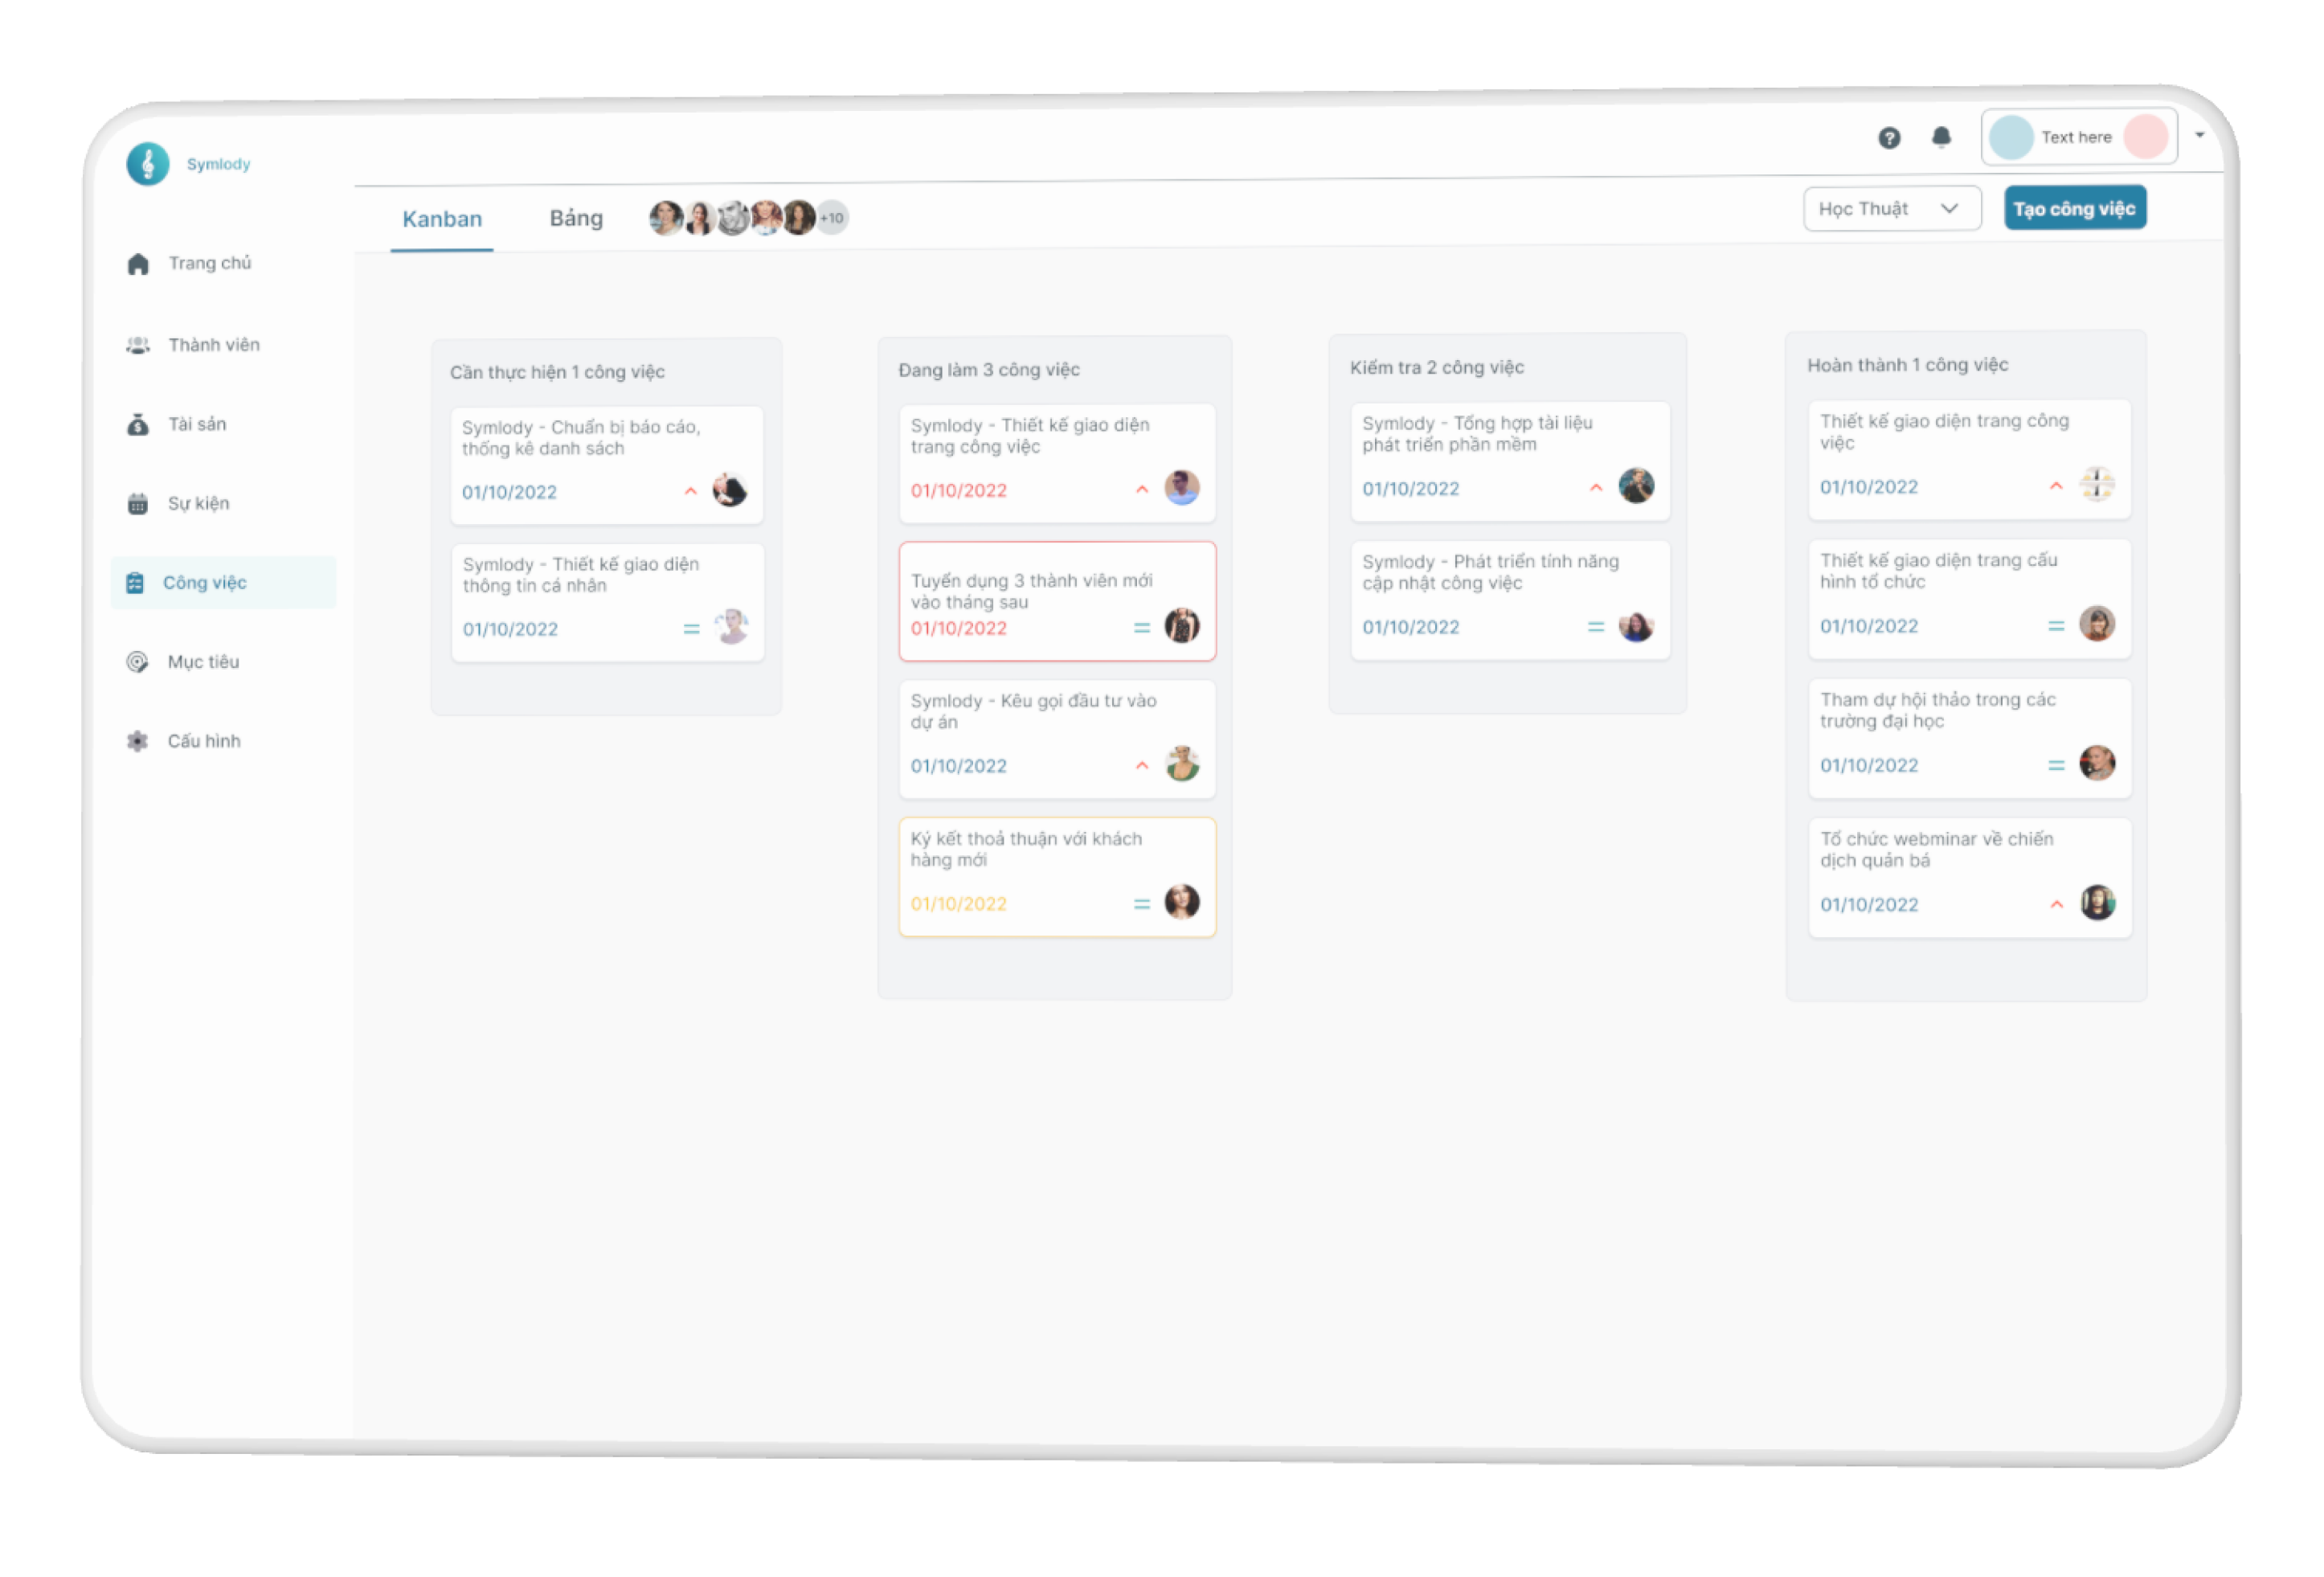 Symlody
Text here
Kanban
Bảng
+10
Học Thuật
Tạo công việc
Trang chủ
Thành viên
Tài sản
Sự kiện
Công việc
Mục tiêu
Cấu hình
Cần thực hiện 1 công việc
Symlody - Chuẩn bị báo cáo,
thống kê danh sách
01/10/2022
Symlody - Thiết kế giao diện
thông tin cá nhân
01/10/2022
Đang làm 3 công việc
Symlody - Thiết kế giao diện
trang công việc
01/10/2022
Tuyển dụng 3 thành viên mới
vào tháng sau
01/10/2022
Symlody - Kêu gọi đầu tư vào
dự án
01/10/2022
Ký kết thoả thuận với khách
hàng mới
01/10/2022
Kiểm tra 2 công việc
Symlody - Tổng hợp tài liệu
phát triển phần mềm
01/10/2022
Symlody - Phát triển tính năng
cập nhật công việc
01/10/2022
Hoàn thành 1 công việc
Thiết kế giao diện trang công
việc
01/10/2022
Thiết kế giao diện trang cấu
hình tổ chức
01/10/2022
Tham dự hội thảo trong các
trường đại học
01/10/2022
Tổ chức webminar về chiến
dịch quản bá
01/10/2022